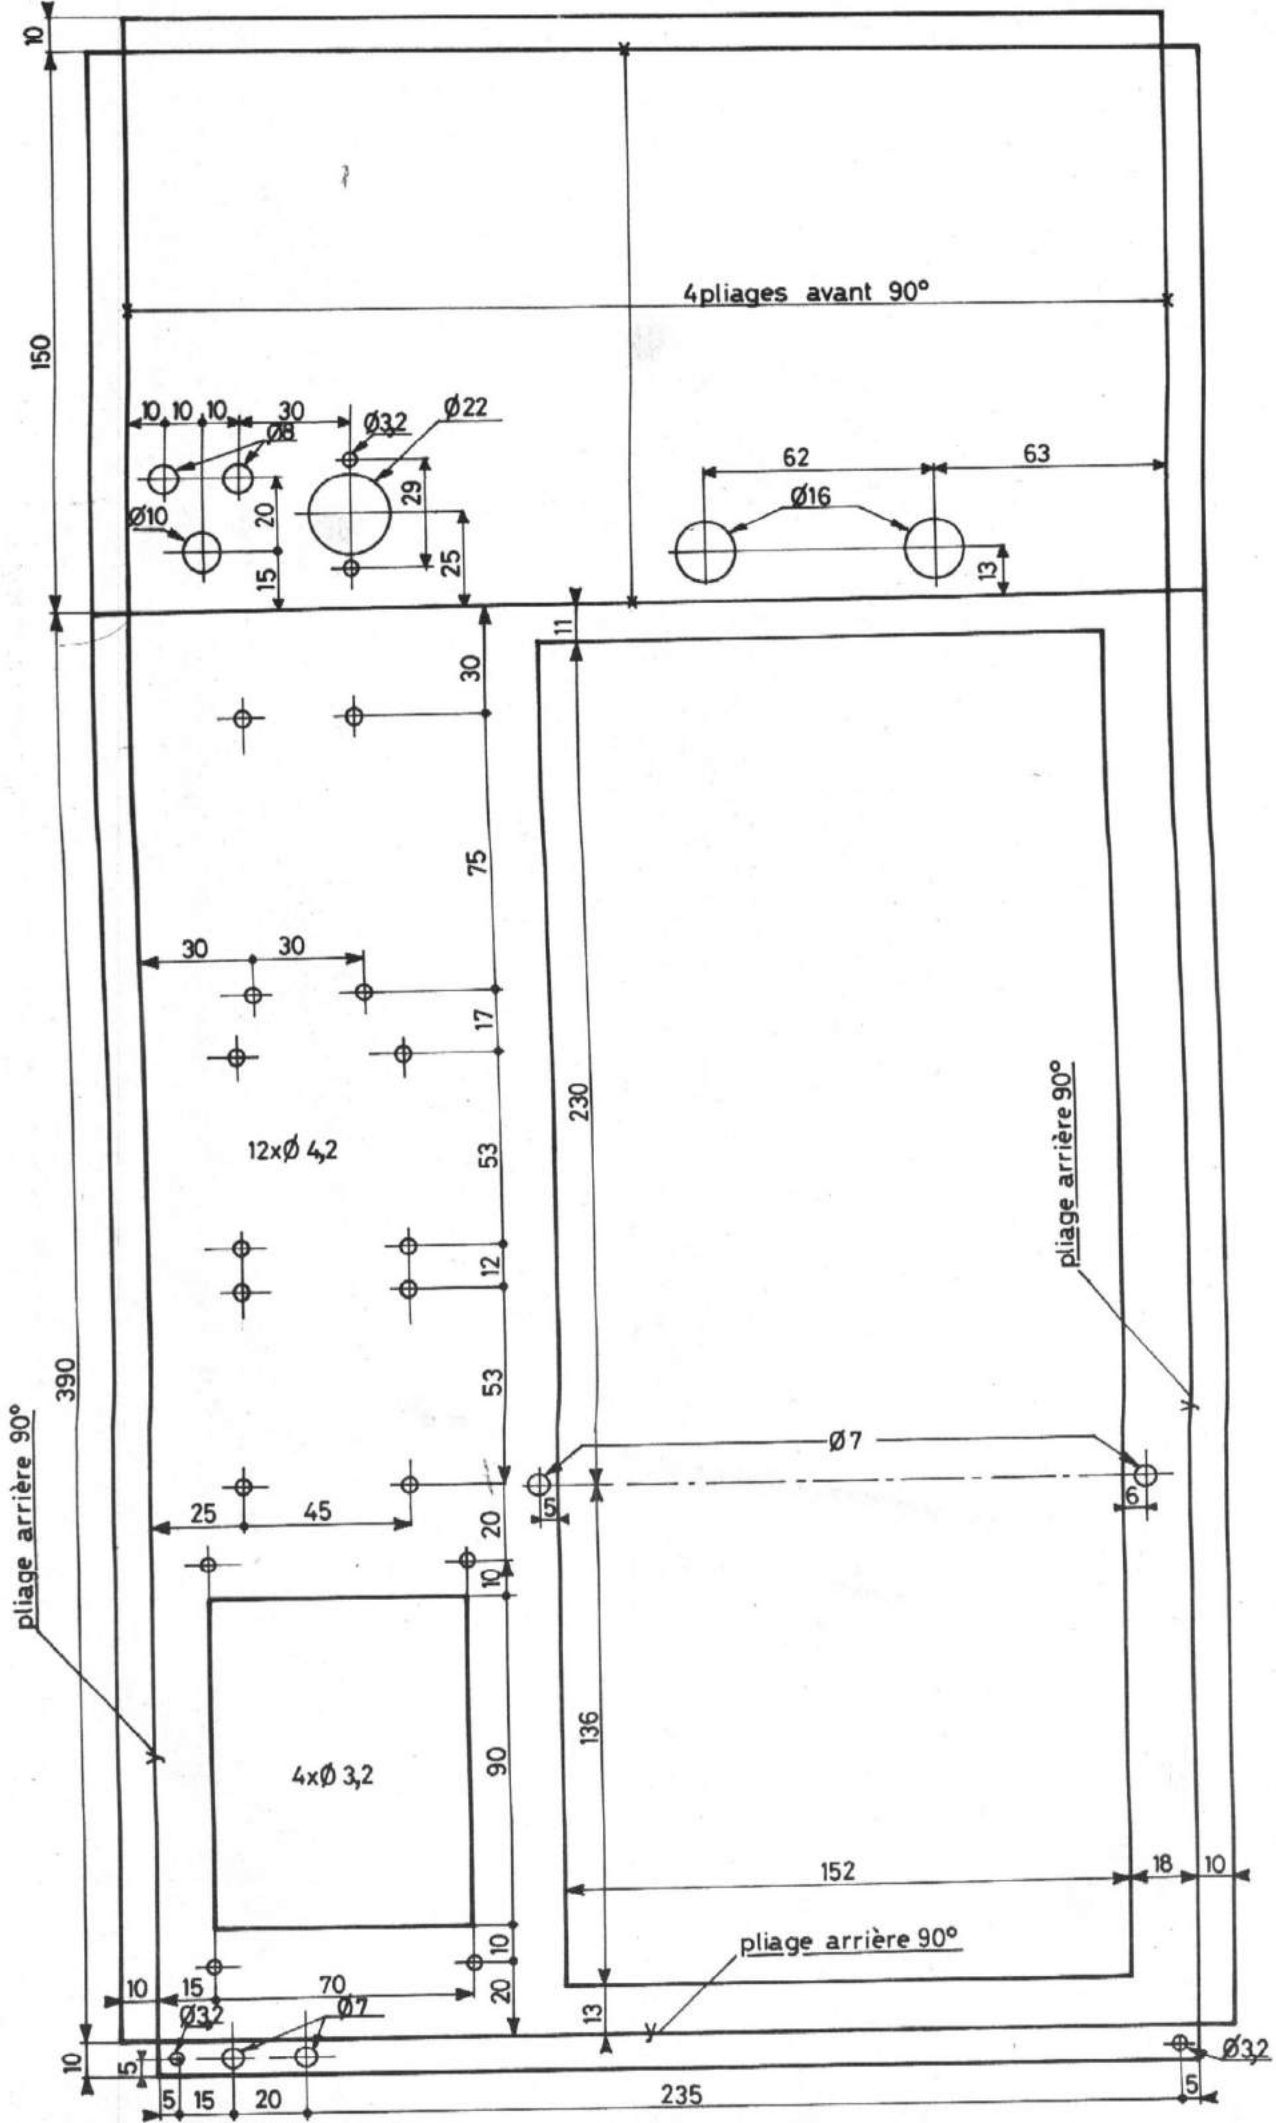 10
150
4pliages avant 90°
10 10 10 30
Ø8
Ø3,2
Ø22
Ø10
20
15
29
25
62
63
Ø16
13
11
30
75
30 30
17
230
12xØ 4,2
53
12
53
390
pliage arrière 90°
pliage arrière 90°
Ø7
5
6
25 45
20
10
136
90
4xØ 3,2
152
18 10
pliage arrière 90°
10
20
13
10 15 70
Ø3,2
Ø7
10
5
5 15 20 235 5
Ø3,2